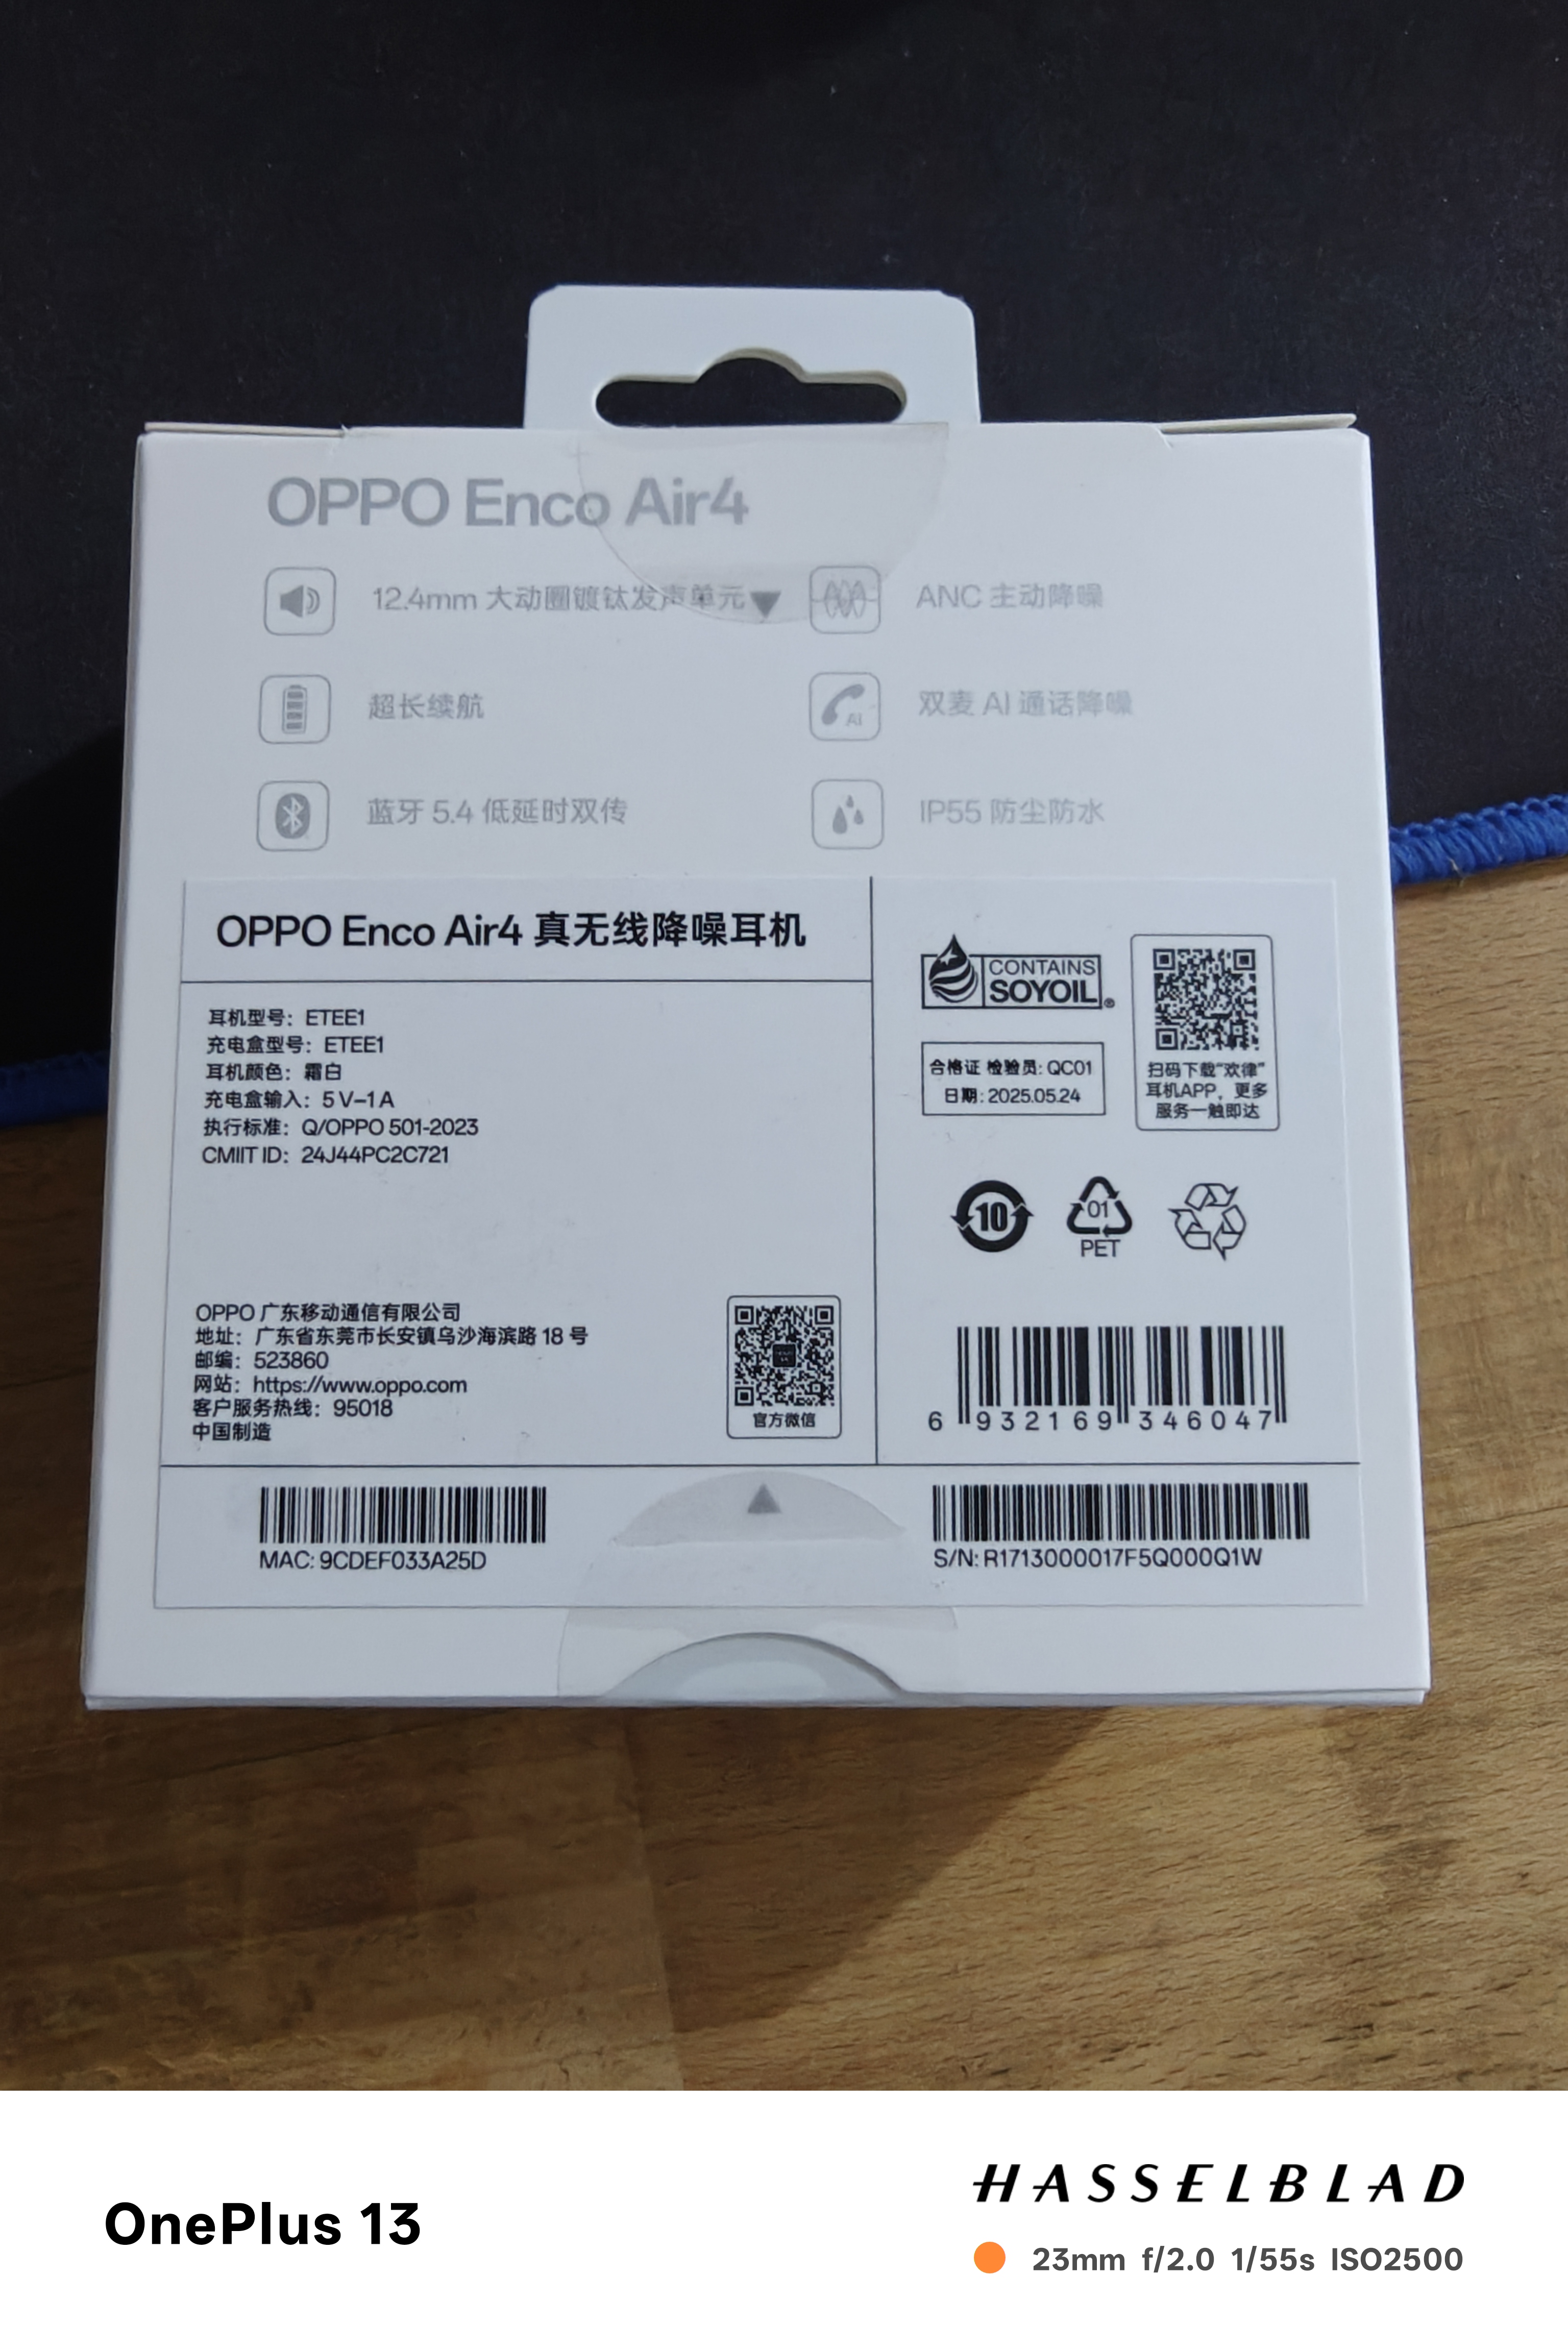 OPPO Enco Air4
12.4mm 大动圈镀钛发声单元
ANC 主动降噪
超长续航
AI
双麦 AI 通话降噪
蓝牙 5.4 低延时双传
IP55 防尘防水
OPPO Enco Air4 真无线降噪耳机
耳机型号：ETEE1
充电盒型号：ETEE1
耳机颜色：霜白
充电盒输入：5 V⎓1 A
执行标准：Q/OPPO 501-2023
CMIIT ID：24J44PC2C721
OPPO 广东移动通信有限公司
地址：广东省东莞市长安镇乌沙海滨路 18 号
邮编：523860
网站：https://www.oppo.com
客户服务热线：95018
中国制造
官方微信
CONTAINS
SOYOIL®
合格证 检验员: QC01
日期: 2025.05.24
扫码下载“欢律”
耳机APP，更多
服务一触即达
10
01
PET
6 932169 346047
MAC: 9CDEF033A25D
S/N: R1713000017F5Q000Q1W
OnePlus 13
HASSELBLAD
23mm f/2.0 1/55s ISO2500